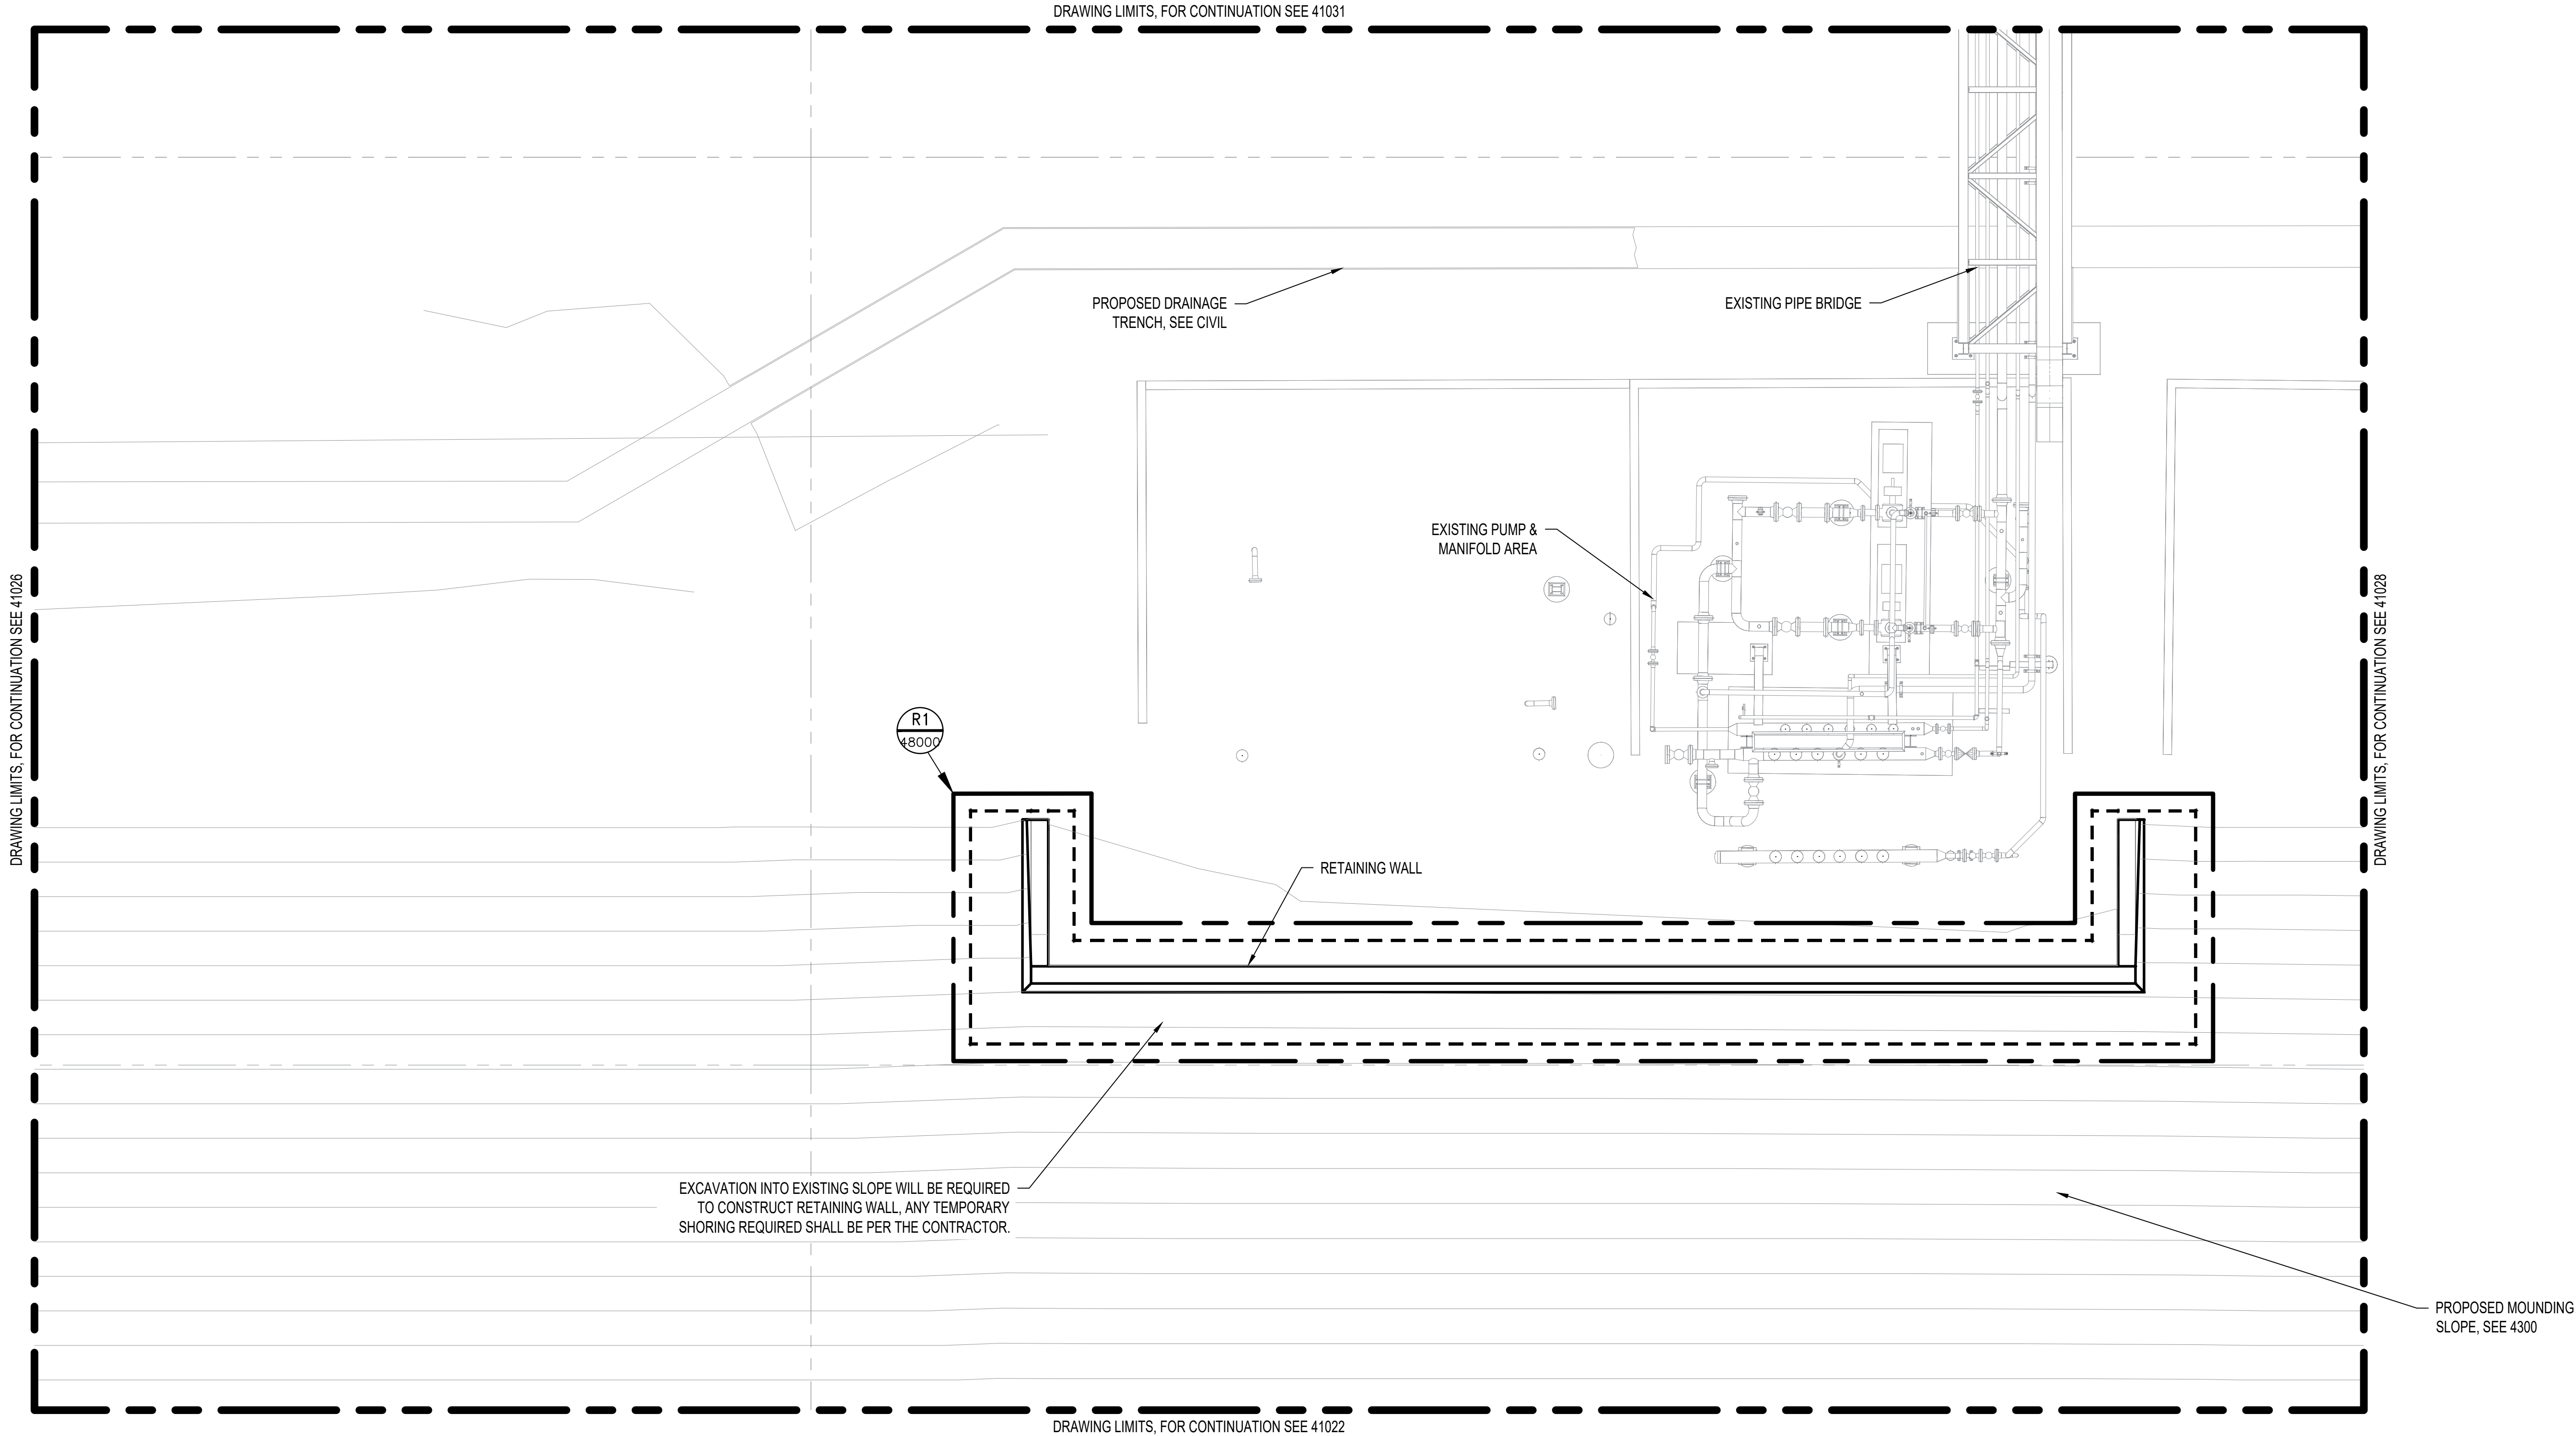 DRAWING LIMITS, FOR CONTINUATION SEE 41031
PROPOSED DRAINAGE
TRENCH, SEE CIVIL
EXISTING PIPE BRIDGE
EXISTING PUMP &
MANIFOLD AREA
DRAWING LIMITS, FOR CONTINUATION SEE 41026
DRAWING LIMITS, FOR CONTINUATION SEE 41028
R1
48000
RETAINING WALL
EXCAVATION INTO EXISTING SLOPE WILL BE REQUIRED
TO CONSTRUCT RETAINING WALL, ANY TEMPORARY
SHORING REQUIRED SHALL BE PER THE CONTRACTOR.
PROPOSED MOUNDING
SLOPE, SEE 4300
DRAWING LIMITS, FOR CONTINUATION SEE 41022